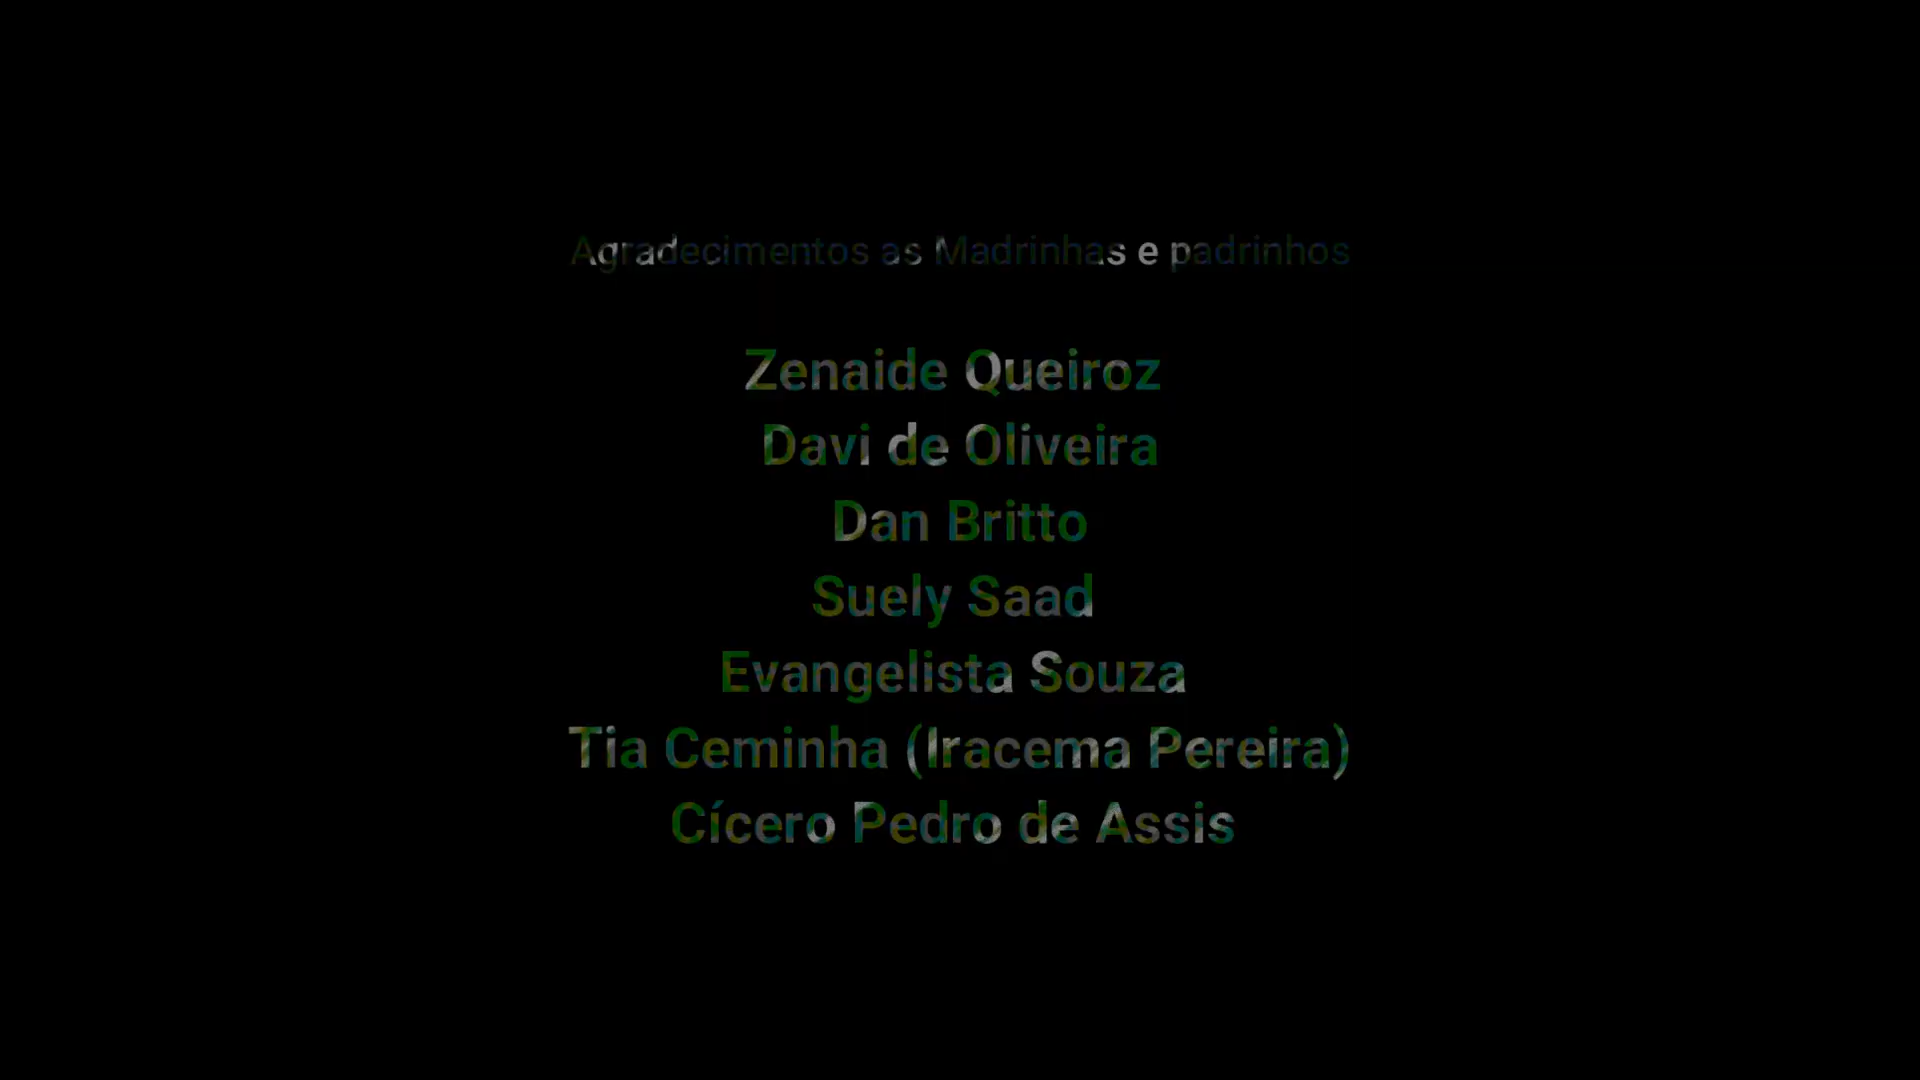 Agradecimentos as Madrinhas e padrinhos
Zenaide Queiroz
Davi de Oliveira
Dan Britto
Suely Saad
Evangelista Souza
Tia Ceminha (Iracema Pereira)
Cícero Pedro de Assis